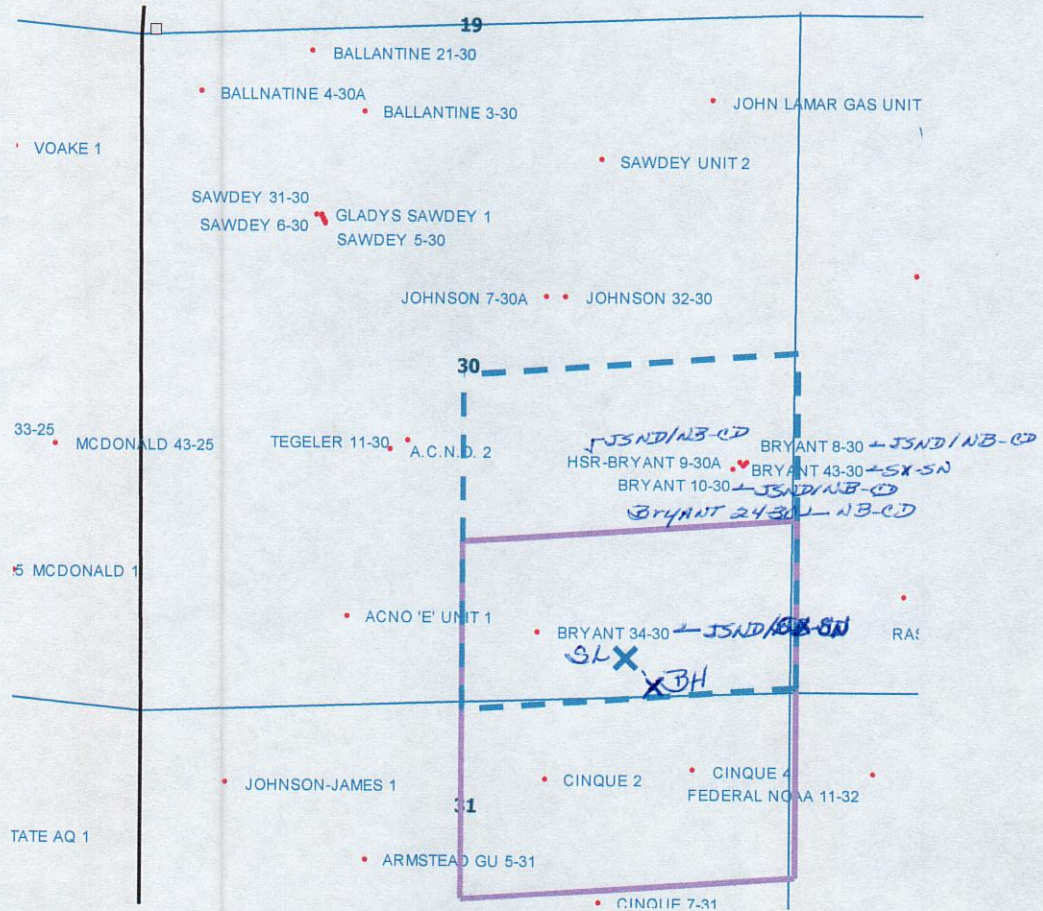 19
BALLANTINE 21-30
BALLNATINE 4-30A
JOHN LAMAR GAS UNIT
BALLANTINE 3-30
VOAKE 1
SAWDEY UNIT 2
SAWDEY 31-30
GLADYS SAWDEY 1
SAWDEY 6-30
SAWDEY 5-30
JOHNSON 7-30A
JOHNSON 32-30
30
33-25
MCDONALD 43-25
TEGELER 11-30
A.C.N.D. 2
JSND/NB-CD
BRYANT 8-30 JSND/NB-CD
HSR-BRYANT 9-30A
BRYANT 43-30 SX-SN
BRYANT 10-30 JSND/NB-CD
BryANT 24-30 NB-CD
5 MCDONALD 1
ACNO 'E' UNIT 1
BRYANT 34-30 JSND/SX-SN
RAS
SL X
X BH
JOHNSON-JAMES 1
CINQUE 2
CINQUE 4
FEDERAL NOAA 11-32
31
TATE AQ 1
ARMSTEAD GU 5-31
CINQUE 7-31